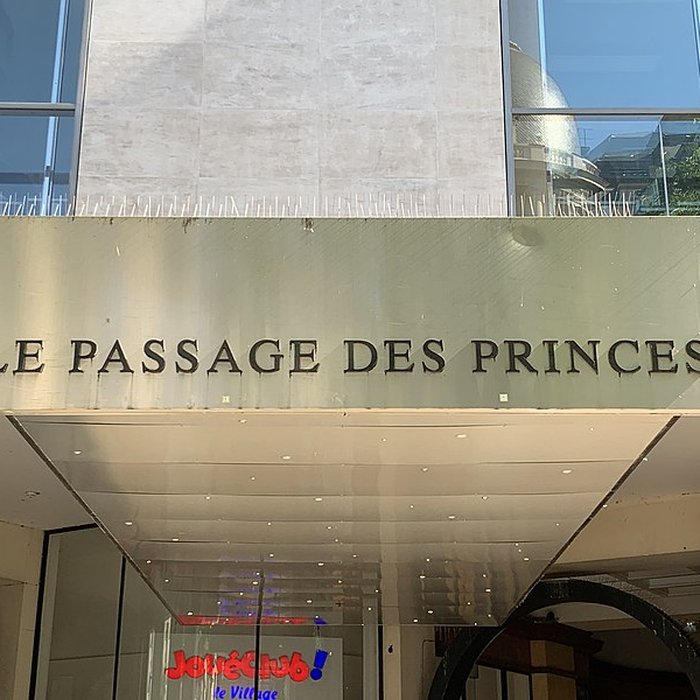 LE PASSAGE DES PRINCES
JouéClub!
le Village